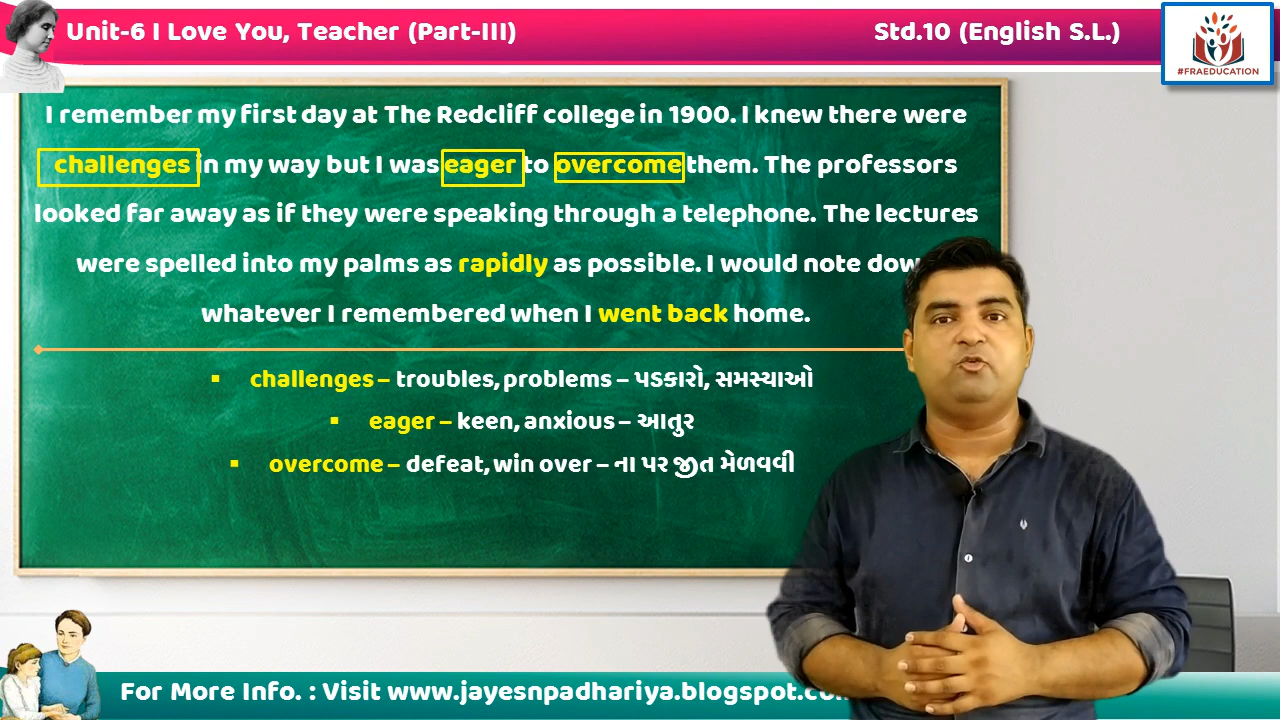 Unit-6 I Love You, Teacher (Part-III)
Std.10 (English S.L.)
#FRAEDUCATION
I remember my first day at The Redcliff college in 1900. I knew there were
challenges in my way but I was eager to overcome them. The professors
looked far away as if they were speaking through a telephone. The lectures
were spelled into my palms as rapidly as possible. I would note
whatever I remembered when I went back home.
▪ challenges – troubles, problems – પડકારો, સમસ્યાઓ
▪ eager – keen, anxious – આતુર
▪ overcome – defeat, win over – ના પર જીત મેળવવી
For More Info. : Visit www.jayesnpadhariya.blogspot.